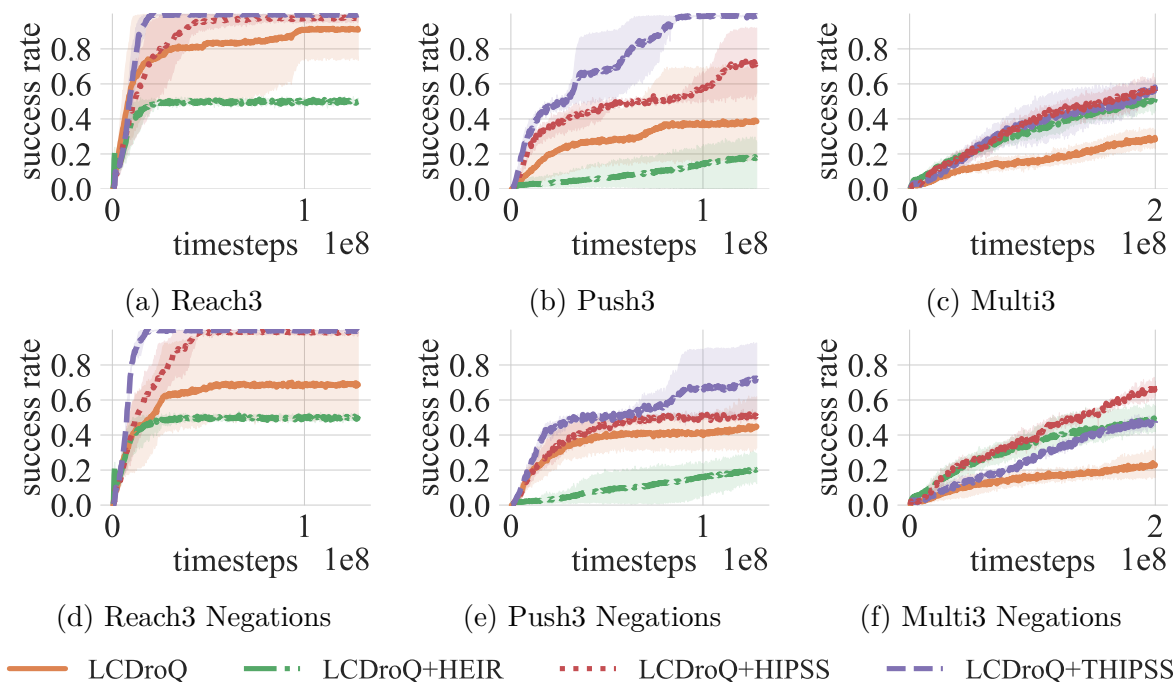 success rate
0.8
0.6
0.4
0.2
0.0
0 1
timesteps 1e8
(a) Reach3
success rate
0.8
0.6
0.4
0.2
0.0
0 1
timesteps 1e8
(b) Push3
success rate
0.8
0.6
0.4
0.2
0.0
0 2
timesteps 1e8
(c) Multi3
success rate
0.8
0.6
0.4
0.2
0.0
0 1
timesteps 1e8
(d) Reach3 Negations
success rate
0.8
0.6
0.4
0.2
0.0
0 1
timesteps 1e8
(e) Push3 Negations
success rate
0.8
0.6
0.4
0.2
0.0
0 2
timesteps 1e8
(f) Multi3 Negations
LCDroQ LCDroQ+HEIR LCDroQ+HIPSS LCDroQ+THIPSS